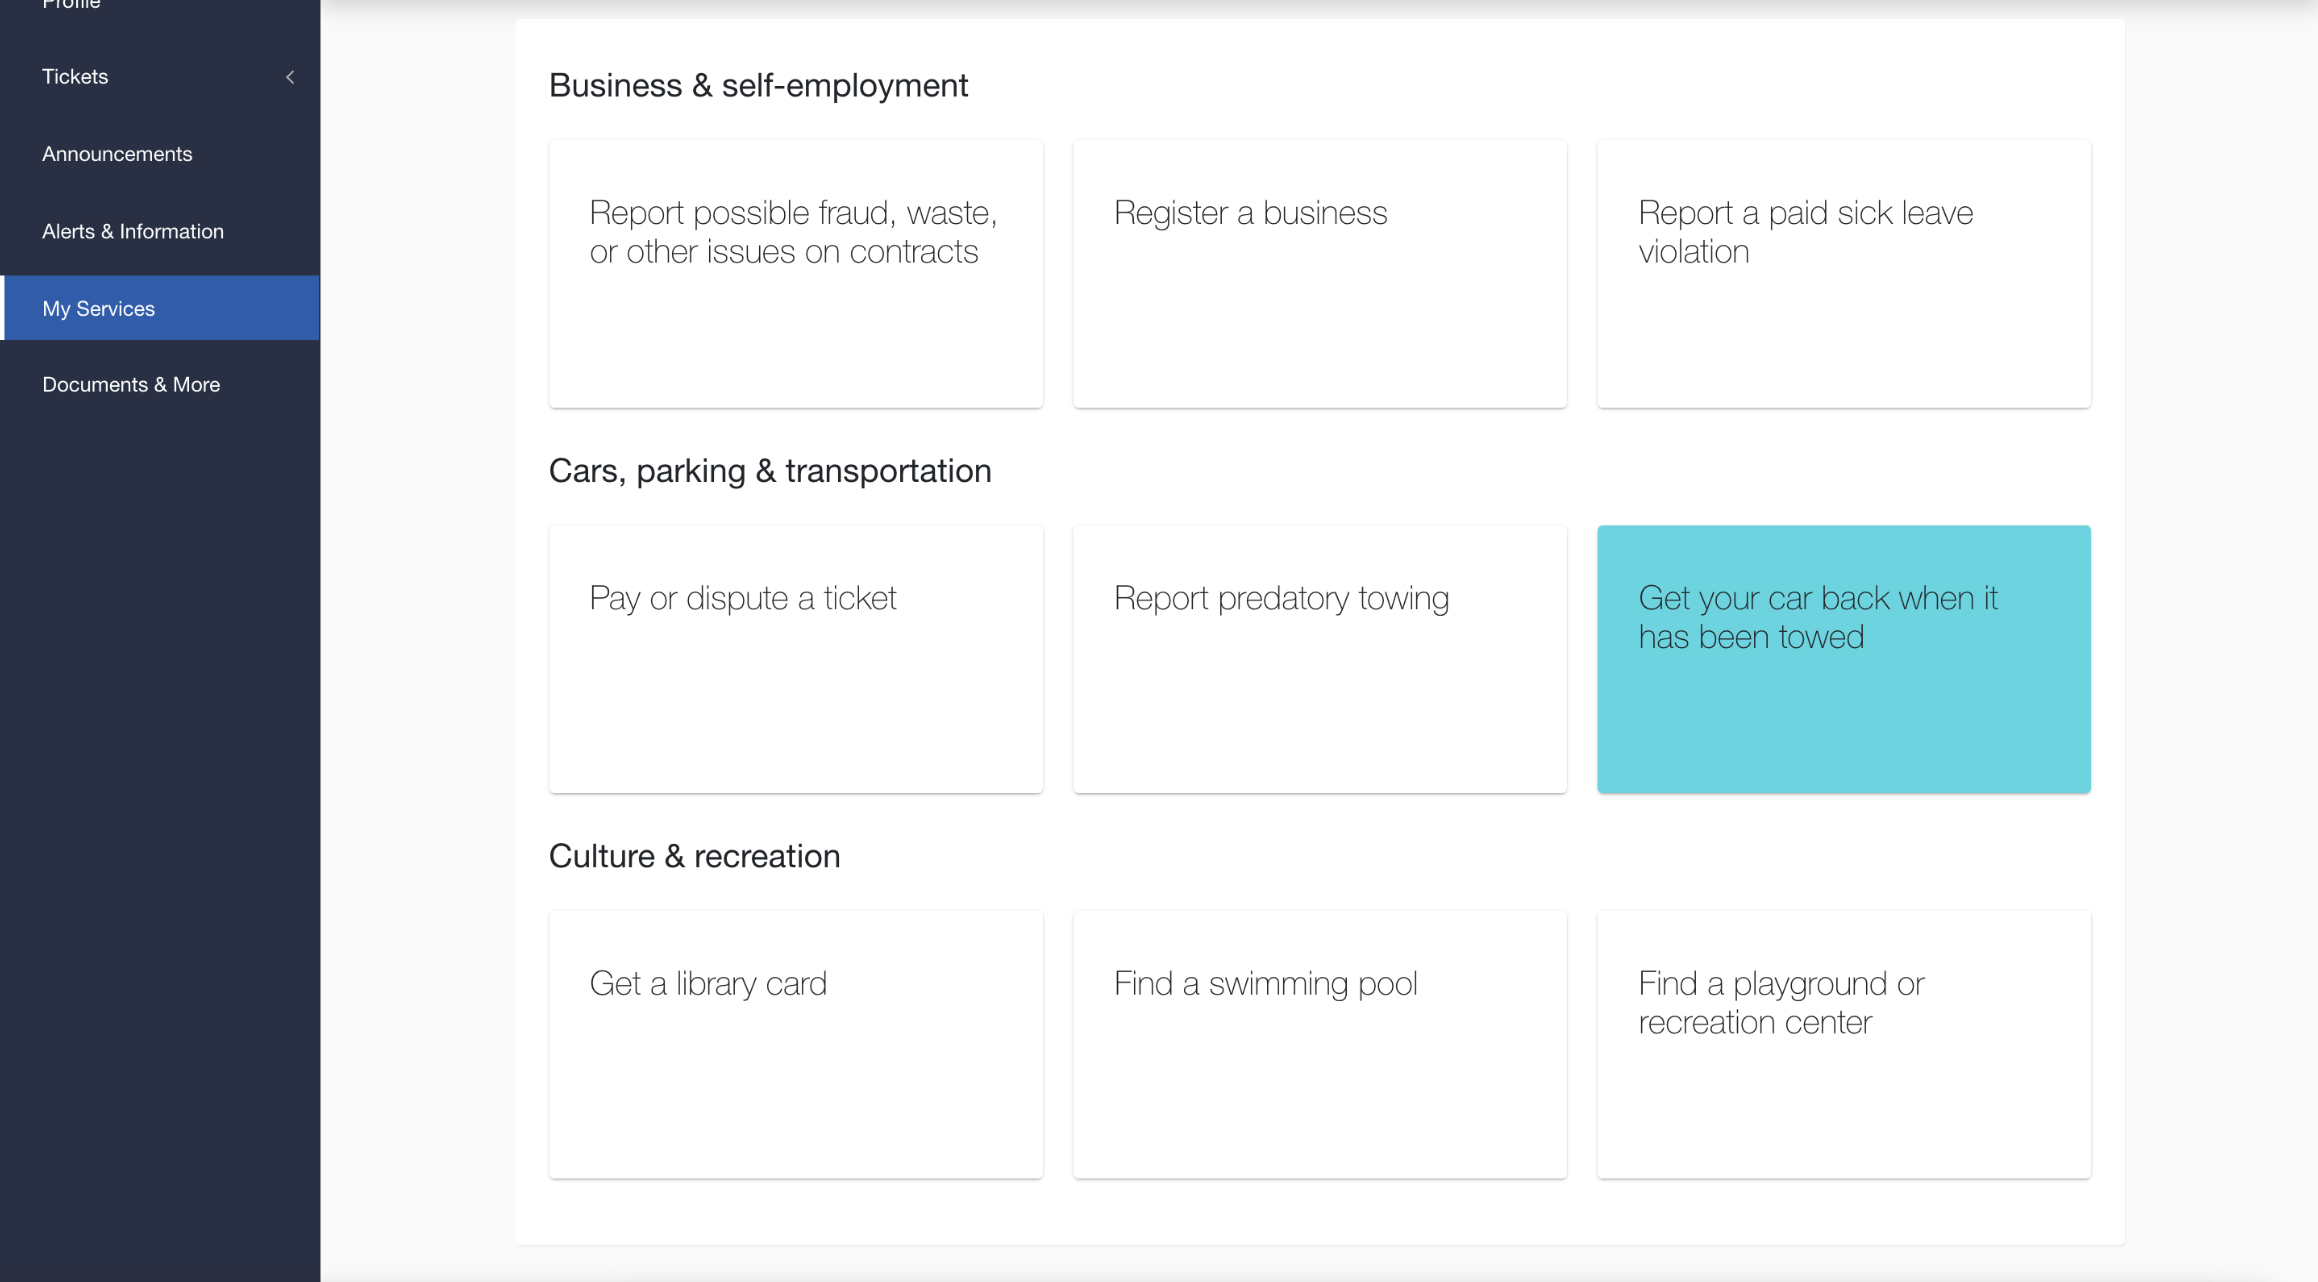 Profile
Tickets
Announcements
Alerts & Information
My Services
Documents & More
Business & self-employment
Report possible fraud, waste,
or other issues on contracts
Register a business
Report a paid sick leave
violation
Cars, parking & transportation
Pay or dispute a ticket
Report predatory towing
Get your car back when it
has been towed
Culture & recreation
Get a library card
Find a swimming pool
Find a playground or
recreation center